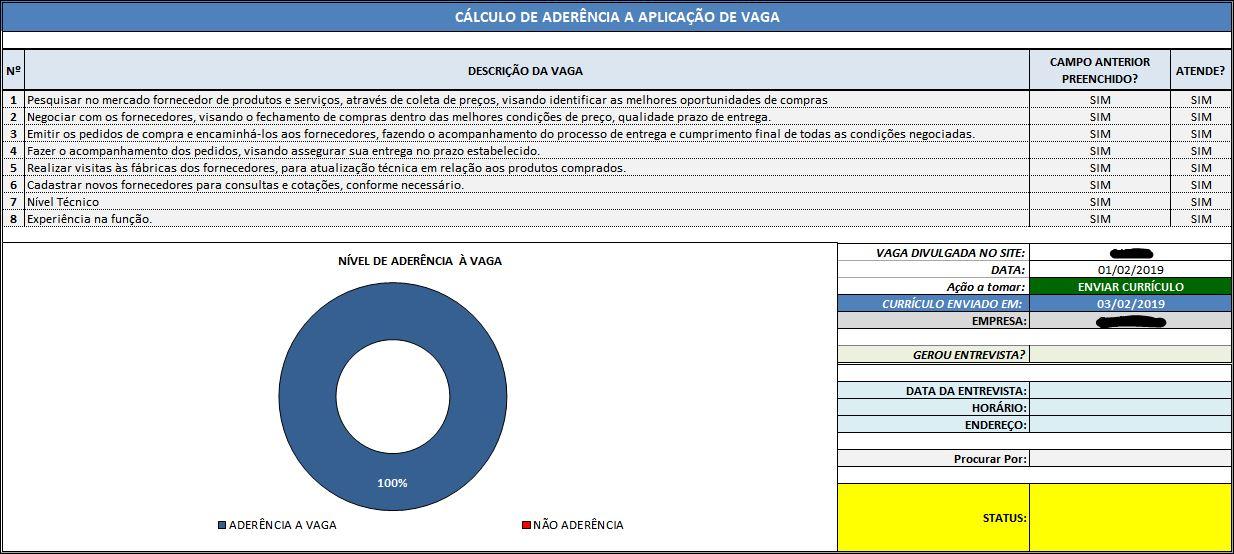 CÁLCULO DE ADERÊNCIA A APLICAÇÃO DE VAGA
Nº DESCRIÇÃO DA VAGA CAMPO ANTERIOR PREENCHIDO? ATENDE?
1 Pesquisar no mercado fornecedor de produtos e serviços, através de coleta de preços, visando identificar as melhores oportunidades de compras SIM SIM
2 Negociar com os fornecedores, visando o fechamento de compras dentro das melhores condições de preço, qualidade prazo de entrega. SIM SIM
3 Emitir os pedidos de compra e encaminhá-los aos fornecedores, fazendo o acompanhamento do processo de entrega e cumprimento final de todas as condições negociadas. SIM SIM
4 Fazer o acompanhamento dos pedidos, visando assegurar sua entrega no prazo estabelecido. SIM SIM
5 Realizar visitas às fábricas dos fornecedores, para atualização técnica em relação aos produtos comprados. SIM SIM
6 Cadastrar novos fornecedores para consultas e cotações, conforme necessário. SIM SIM
7 Nível Técnico SIM SIM
8 Experiência na função. SIM SIM
NÍVEL DE ADERÊNCIA À VAGA
100%
ADERÊNCIA A VAGA NÃO ADERÊNCIA
VAGA DIVULGADA NO SITE:
DATA: 01/02/2019
Ação a tomar: ENVIAR CURRÍCULO
CURRÍCULO ENVIADO EM: 03/02/2019
EMPRESA:
GEROU ENTREVISTA?
DATA DA ENTREVISTA:
HORÁRIO:
ENDEREÇO:
Procurar Por:
STATUS: